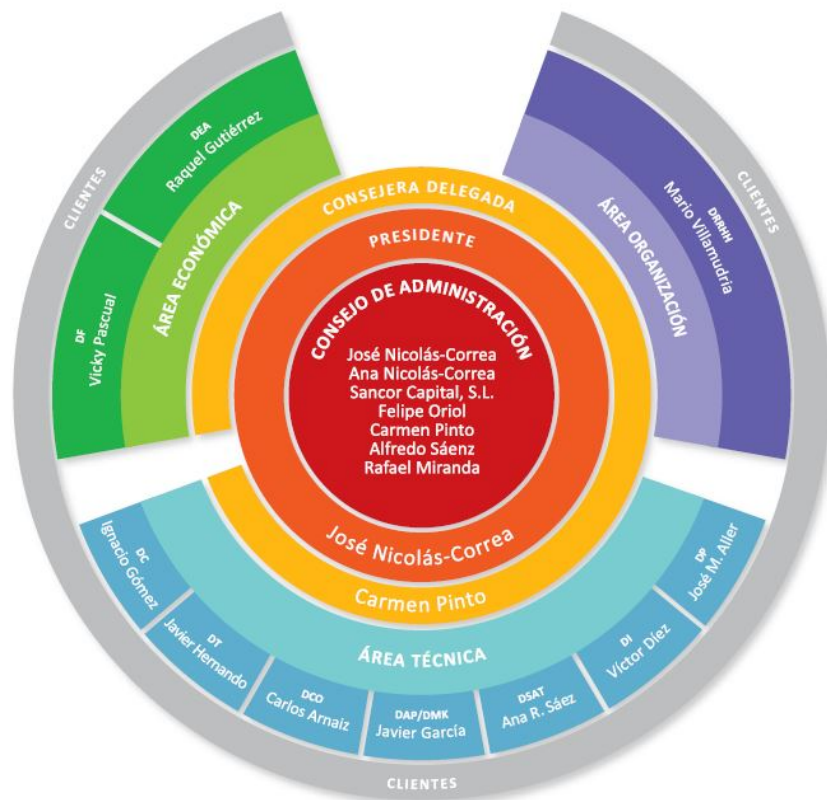 CLIENTES
DEA
Raquel Gutiérrez
DF
Vicky Pascual
ÁREA ECONÓMICA
CLIENTES
DRRHH
Mario Villamudria
ÁREA ORGANIZACIÓN
CONSEJERA DELEGADA
PRESIDENTE
CONSEJO DE ADMINISTRACIÓN
José Nicolás-Correa
Ana Nicolás-Correa
Sancor Capital, S.L.
Felipe Oriol
Carmen Pinto
Alfredo Sáenz
Rafael Miranda
José Nicolás-Correa
Carmen Pinto
ÁREA TÉCNICA
DC
Ignacio Gómez
DT
Javier Hernando
DCO
Carlos Arnaiz
DAP/DMK
Javier García
DSAT
Ana R. Sáez
DI
Víctor Díez
DP
José M. Aller
CLIENTES